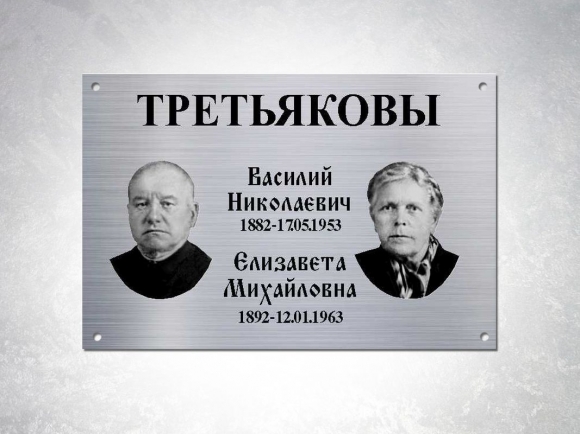 ТРЕТЬЯКОВЫ
Василий
Николаевич
1882-17.05.1953
Елизавета
Михайловна
1892-12.01.1963